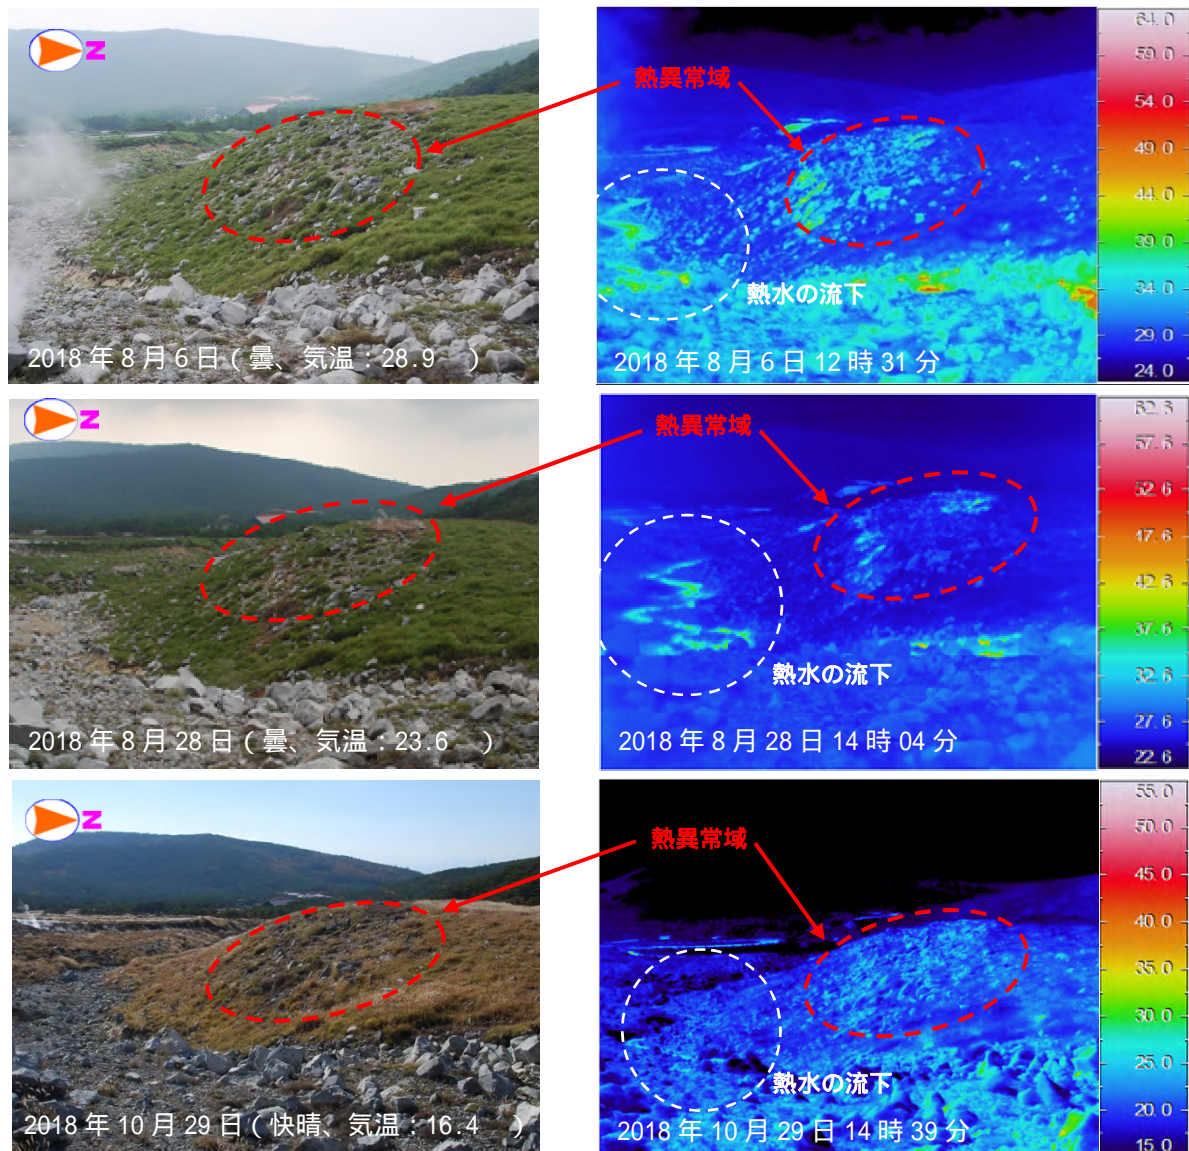 N
熱異常域
2018 年 8 月 6 日 ( 曇、気温 : 28.9 )
熱水の流下
2018 年 8 月 6 日 12 時 31 分
64.0
59.0
54.0
49.0
44.0
39.0
34.0
29.0
24.0
N
熱異常域
2018 年 8 月 28 日 ( 曇、気温 : 23.6 )
熱水の流下
2018 年 8 月 28 日 14 時 04 分
62.6
57.6
52.6
47.6
42.6
37.6
32.6
27.6
22.6
N
熱異常域
2018 年 10 月 29 日 ( 快晴、気温 : 16.4 )
熱水の流下
2018 年 10 月 29 日 14 時 39 分
55.0
50.0
45.0
40.0
35.0
30.0
25.0
20.0
15.0